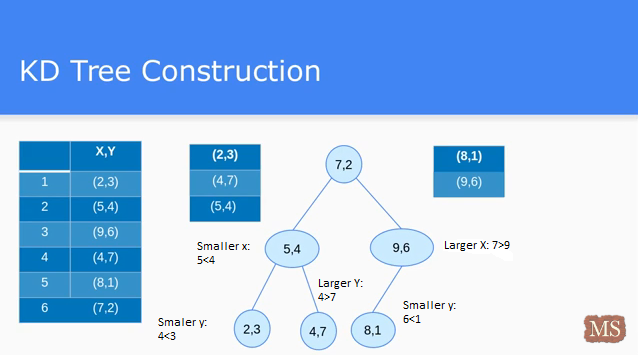 KD Tree Construction
X,Y
1 (2,3)
2 (5,4)
3 (9,6)
4 (4,7)
5 (8,1)
6 (7,2)
(2,3)
(4,7)
(5,4)
7,2
(8,1)
(9,6)
Smaller x:
5<4
5,4
9,6
Larger X: 7>9
Larger Y:
4>7
Smaller y:
6<1
Smaler y:
4<3
2,3
4,7
8,1
MS